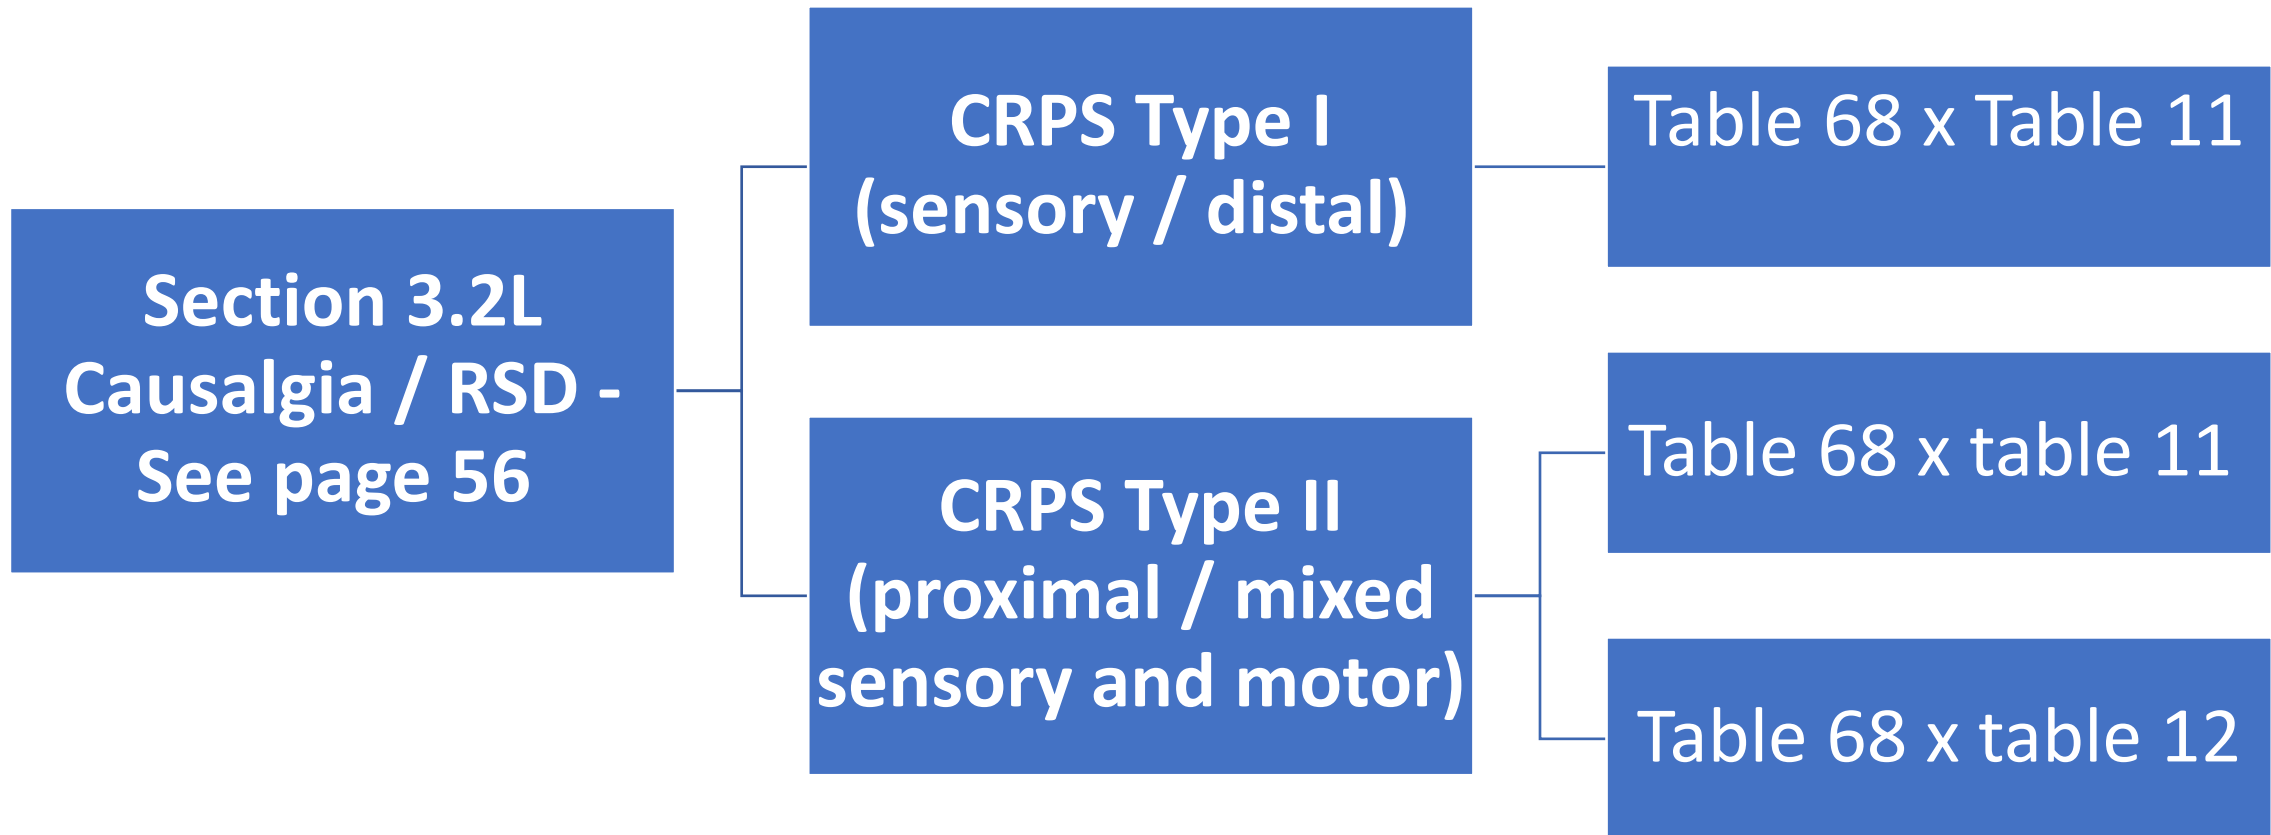 Section 3.2L
Causalgia / RSD -
See page 56
CRPS Type I
(sensory / distal)
Table 68 x Table 11
CRPS Type II
(proximal / mixed
sensory and motor)
Table 68 x table 11
Table 68 x table 12